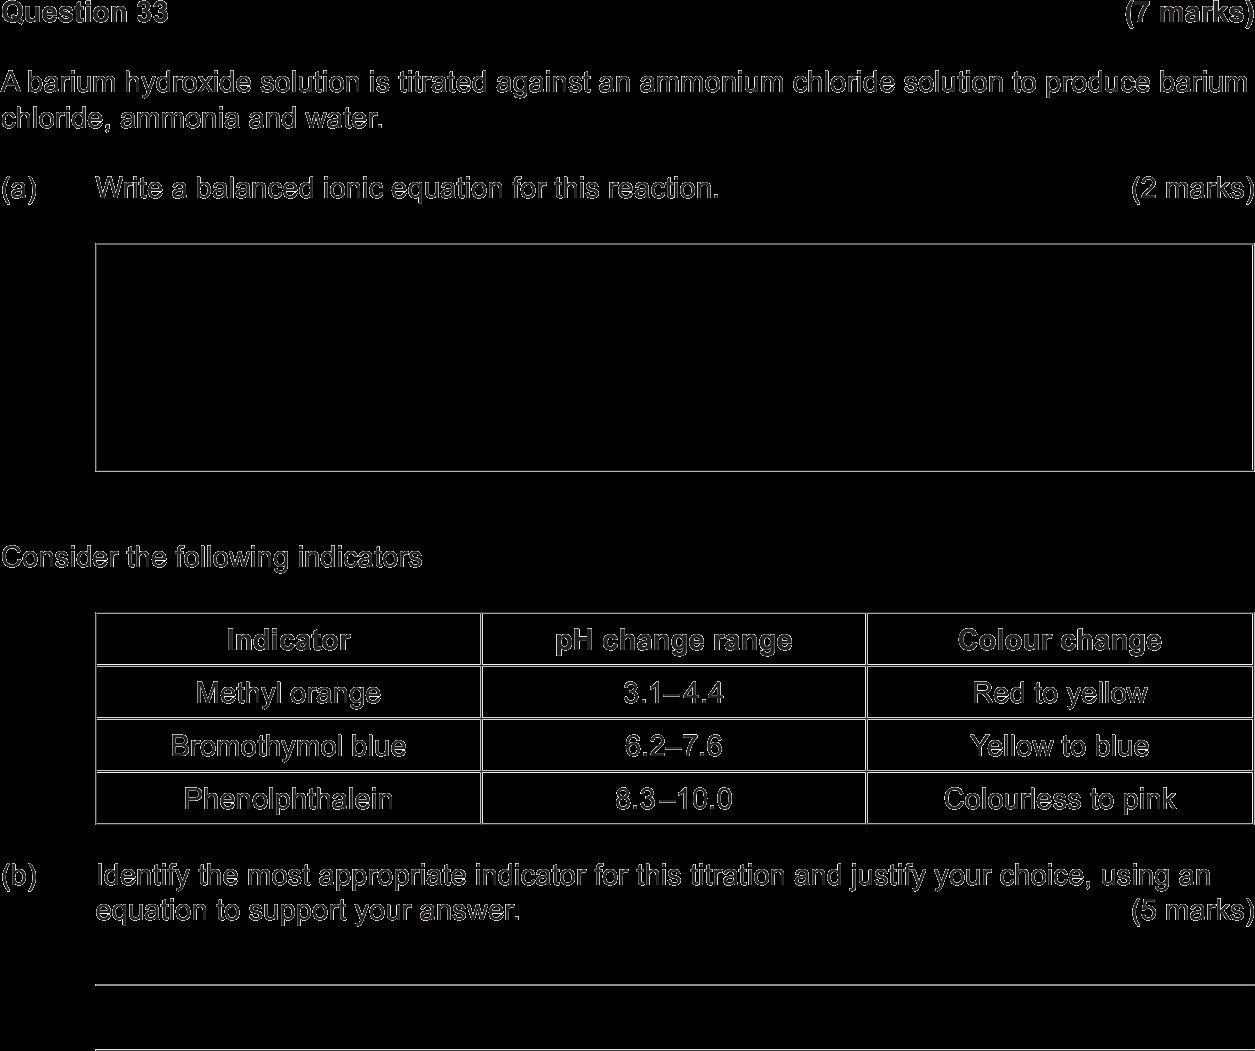 Question 33 (7 marks)
A barium hydroxide solution is titrated against an ammonium chloride solution to produce barium
chloride, ammonia and water.
(a) Write a balanced ionic equation for this reaction. (2 marks)
Consider the following indicators
Indicator pH change range Colour change
Methyl orange 3.1–4.4 Red to yellow
Bromothymol blue 6.2–7.6 Yellow to blue
Phenolphthalein 8.3–10.0 Colourless to pink
(b) Identify the most appropriate indicator for this titration and justify your choice, using an
equation to support your answer. (5 marks)